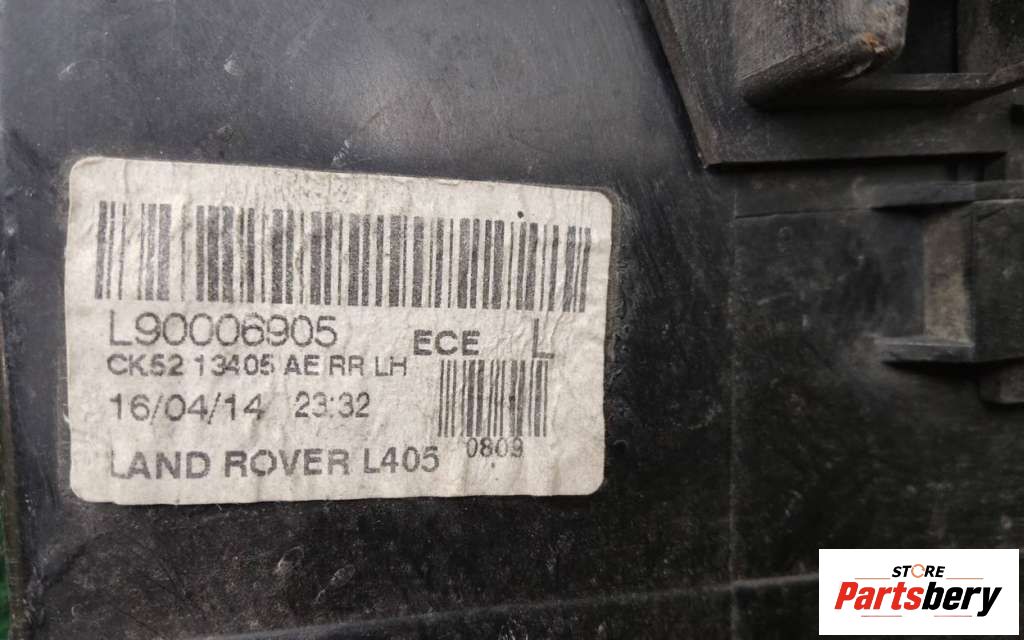 L90006905 ECE L
CK52 13405 AE RR LH
16/04/14 23:32
0809
LAND ROVER L405
STORE
Partsbery